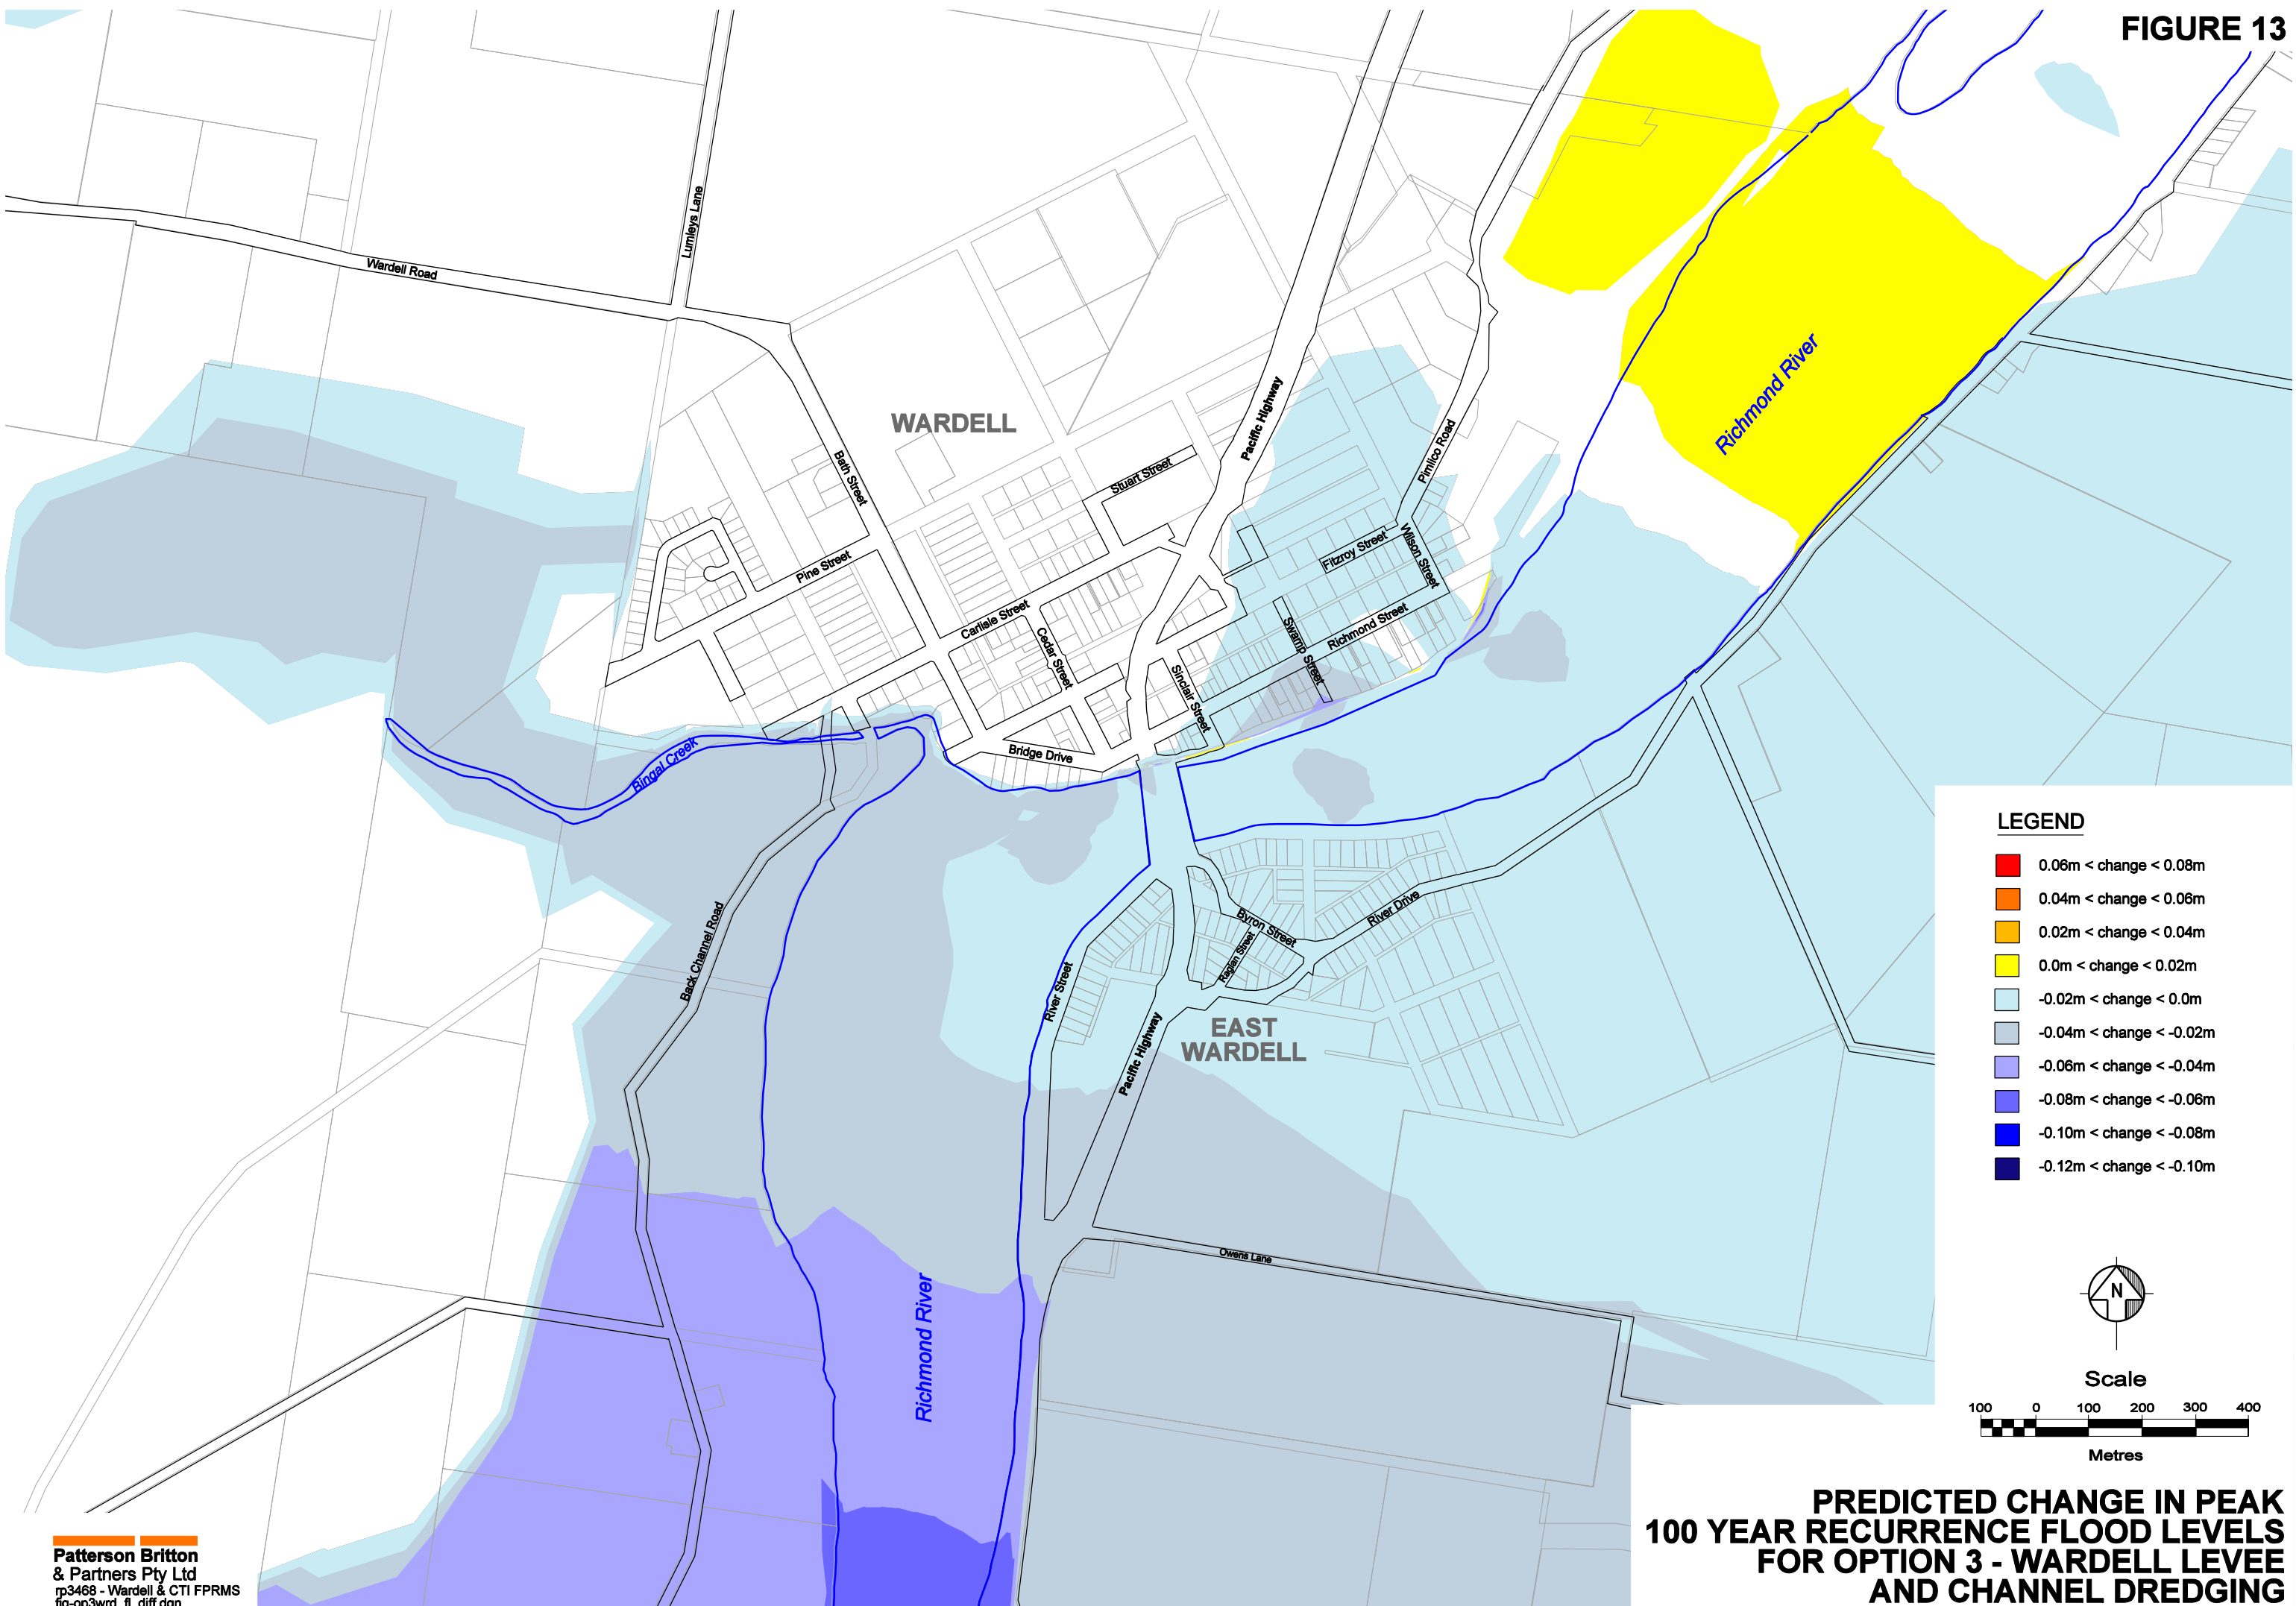 FIGURE 13
Lumleys Lane
Wardell Road
WARDELL
Pacific Highway
Richmond River
Pimlico Road
Bath Street
Stuart Street
Pine Street
Fitzroy Street
Wilson Street
Carlisle Street
Cedar Street
Richmond Street
Swamp Street
Sinclair Street
Bridge Drive
Bingal Creek
Back Channel Road
River Street
Byron Street
Raglan Street
River Drive
EAST
WARDELL
Pacific Highway
Owens Lane
Richmond River
LEGEND
0.06m < change < 0.08m
0.04m < change < 0.06m
0.02m < change < 0.04m
0.0m < change < 0.02m
-0.02m < change < 0.0m
-0.04m < change < -0.02m
-0.06m < change < -0.04m
-0.08m < change < -0.06m
-0.10m < change < -0.08m
-0.12m < change < -0.10m
N
Scale
100 0 100 200 300 400
Metres
PREDICTED CHANGE IN PEAK
100 YEAR RECURRENCE FLOOD LEVELS
FOR OPTION 3 - WARDELL LEVEE
AND CHANNEL DREDGING
Patterson Britton
& Partners Pty Ltd
rp3468 - Wardell & CTI FPRMS
fig-op3wrd_fl_diff.dgn